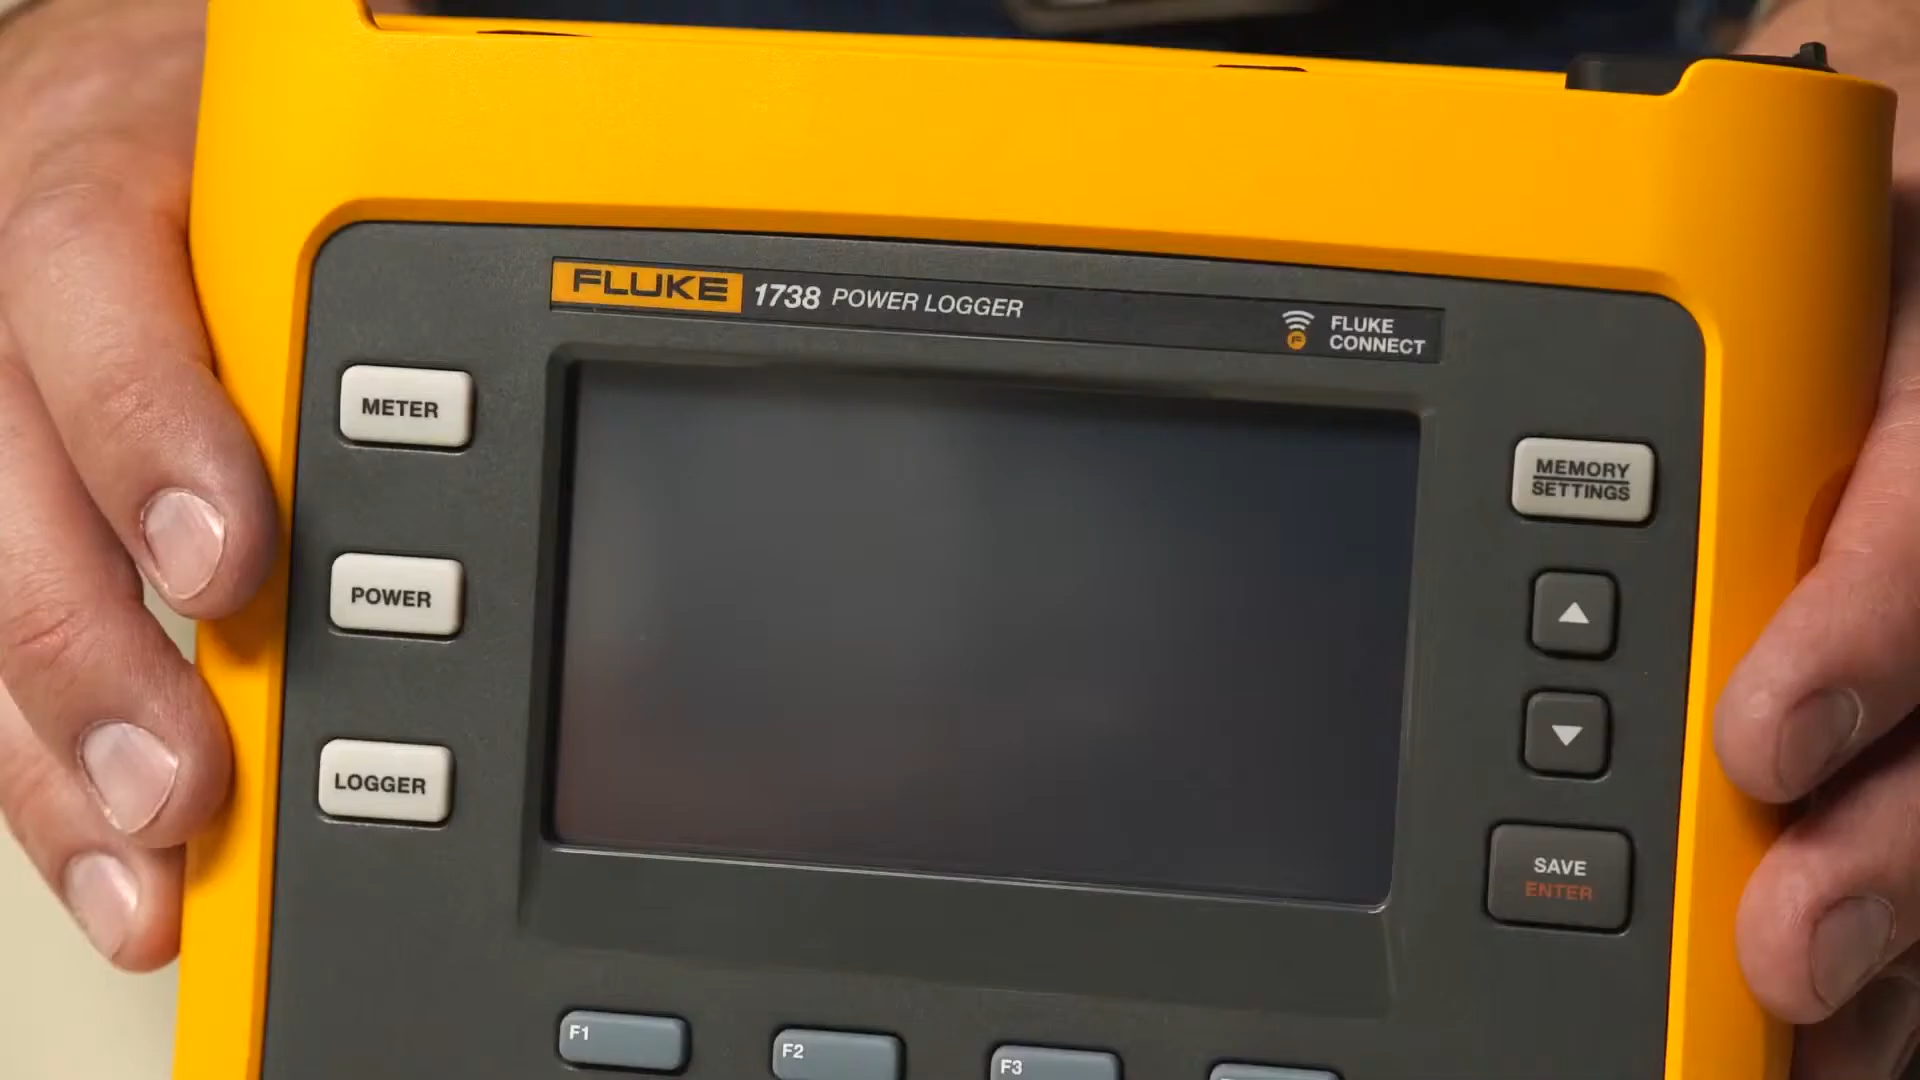 FLUKE 1738 POWER LOGGER
FLUKE
CONNECT
METER
MEMORY
SETTINGS
POWER
LOGGER
SAVE
ENTER
F1
F2
F3